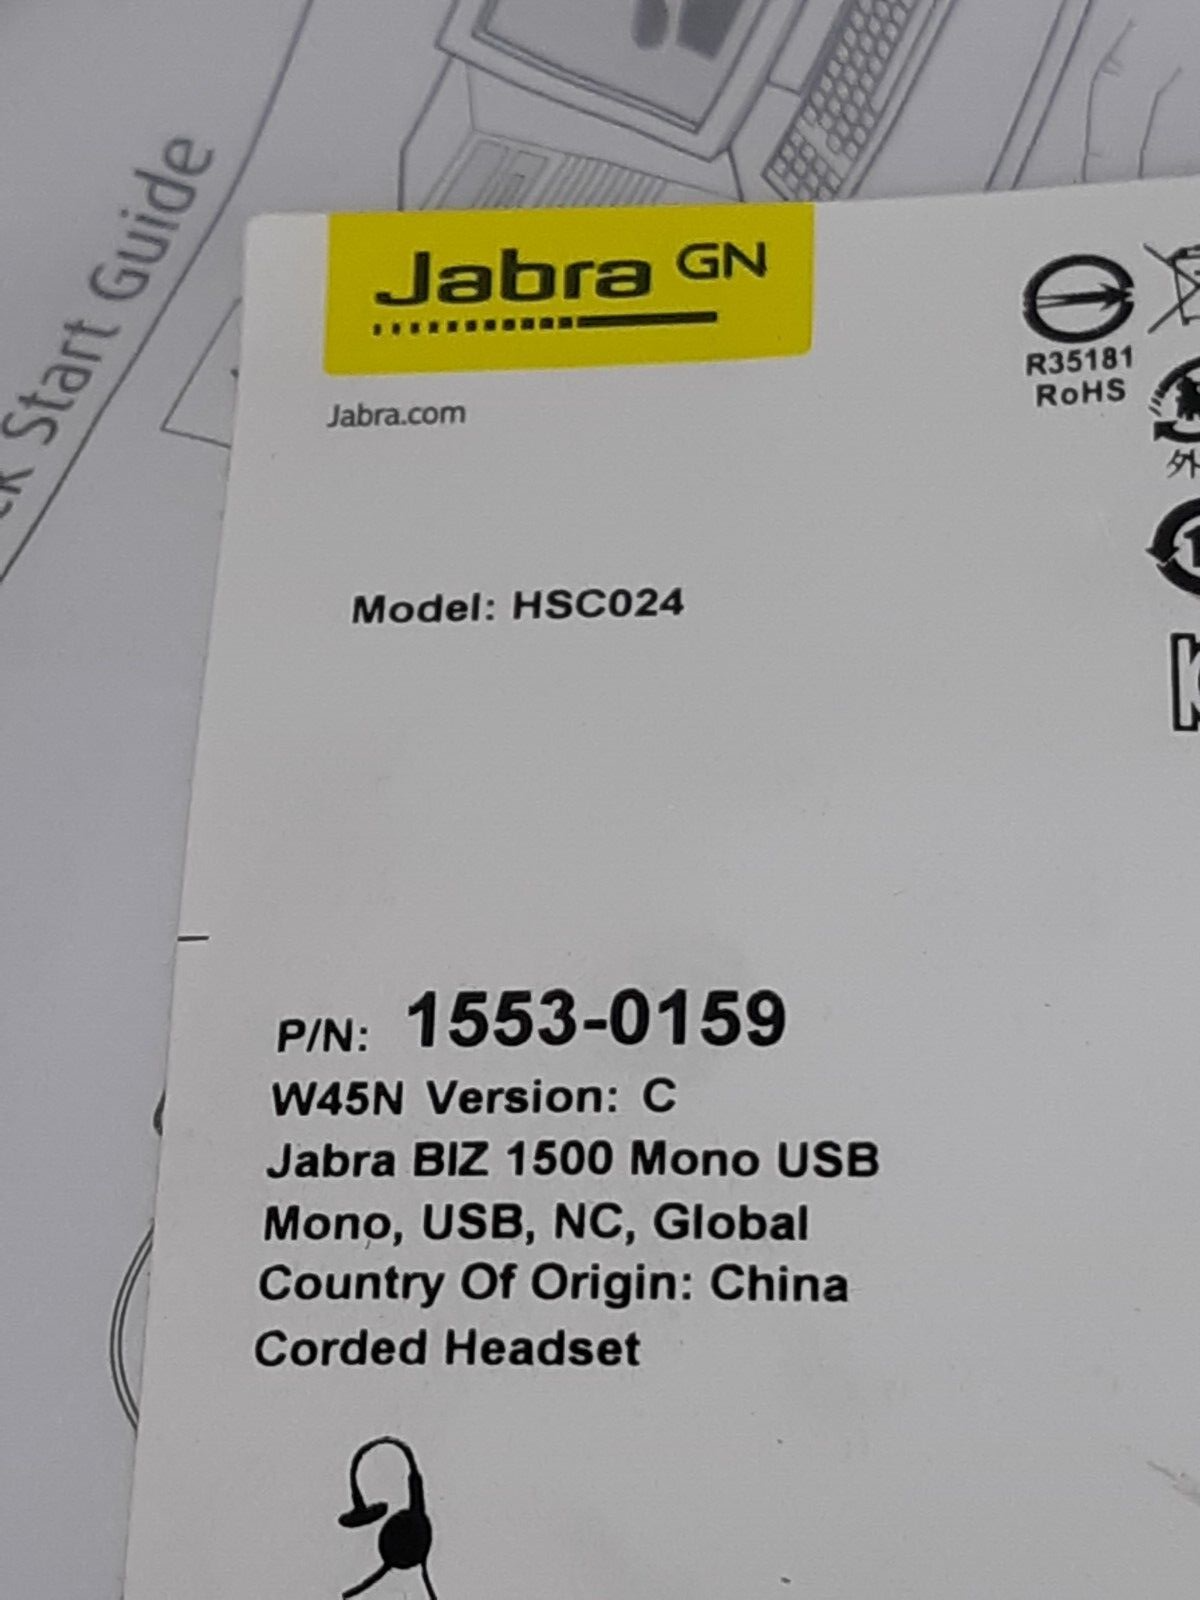 Start Guide
Jabra GN
Jabra.com
R35181
RoHS
外
Model: HSC024
P/N: 1553-0159
W45N Version: C
Jabra BIZ 1500 Mono USB
Mono, USB, NC, Global
Country Of Origin: China
Corded Headset